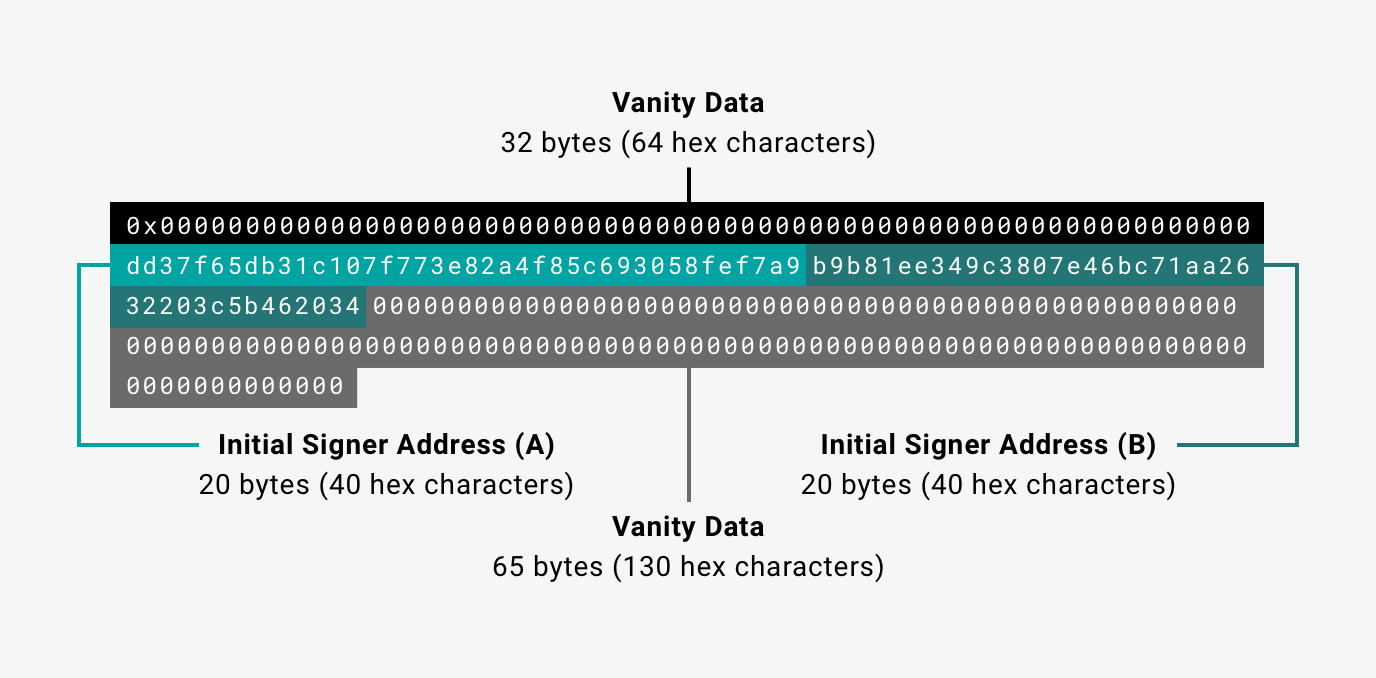 Vanity Data
32 bytes (64 hex characters)
0x0000000000000000000000000000000000000000000000000000000000000000
dd37f65db31c107f773e82a4f85c693058fef7a9 b9b81ee349c3807e46bc71aa26
32203c5b462034 000000000000000000000000000000000000000000000000000
000000000000000000000000000000000000000000000000000000000000000000
0000000000000
Initial Signer Address (A)
20 bytes (40 hex characters)
Initial Signer Address (B)
20 bytes (40 hex characters)
Vanity Data
65 bytes (130 hex characters)